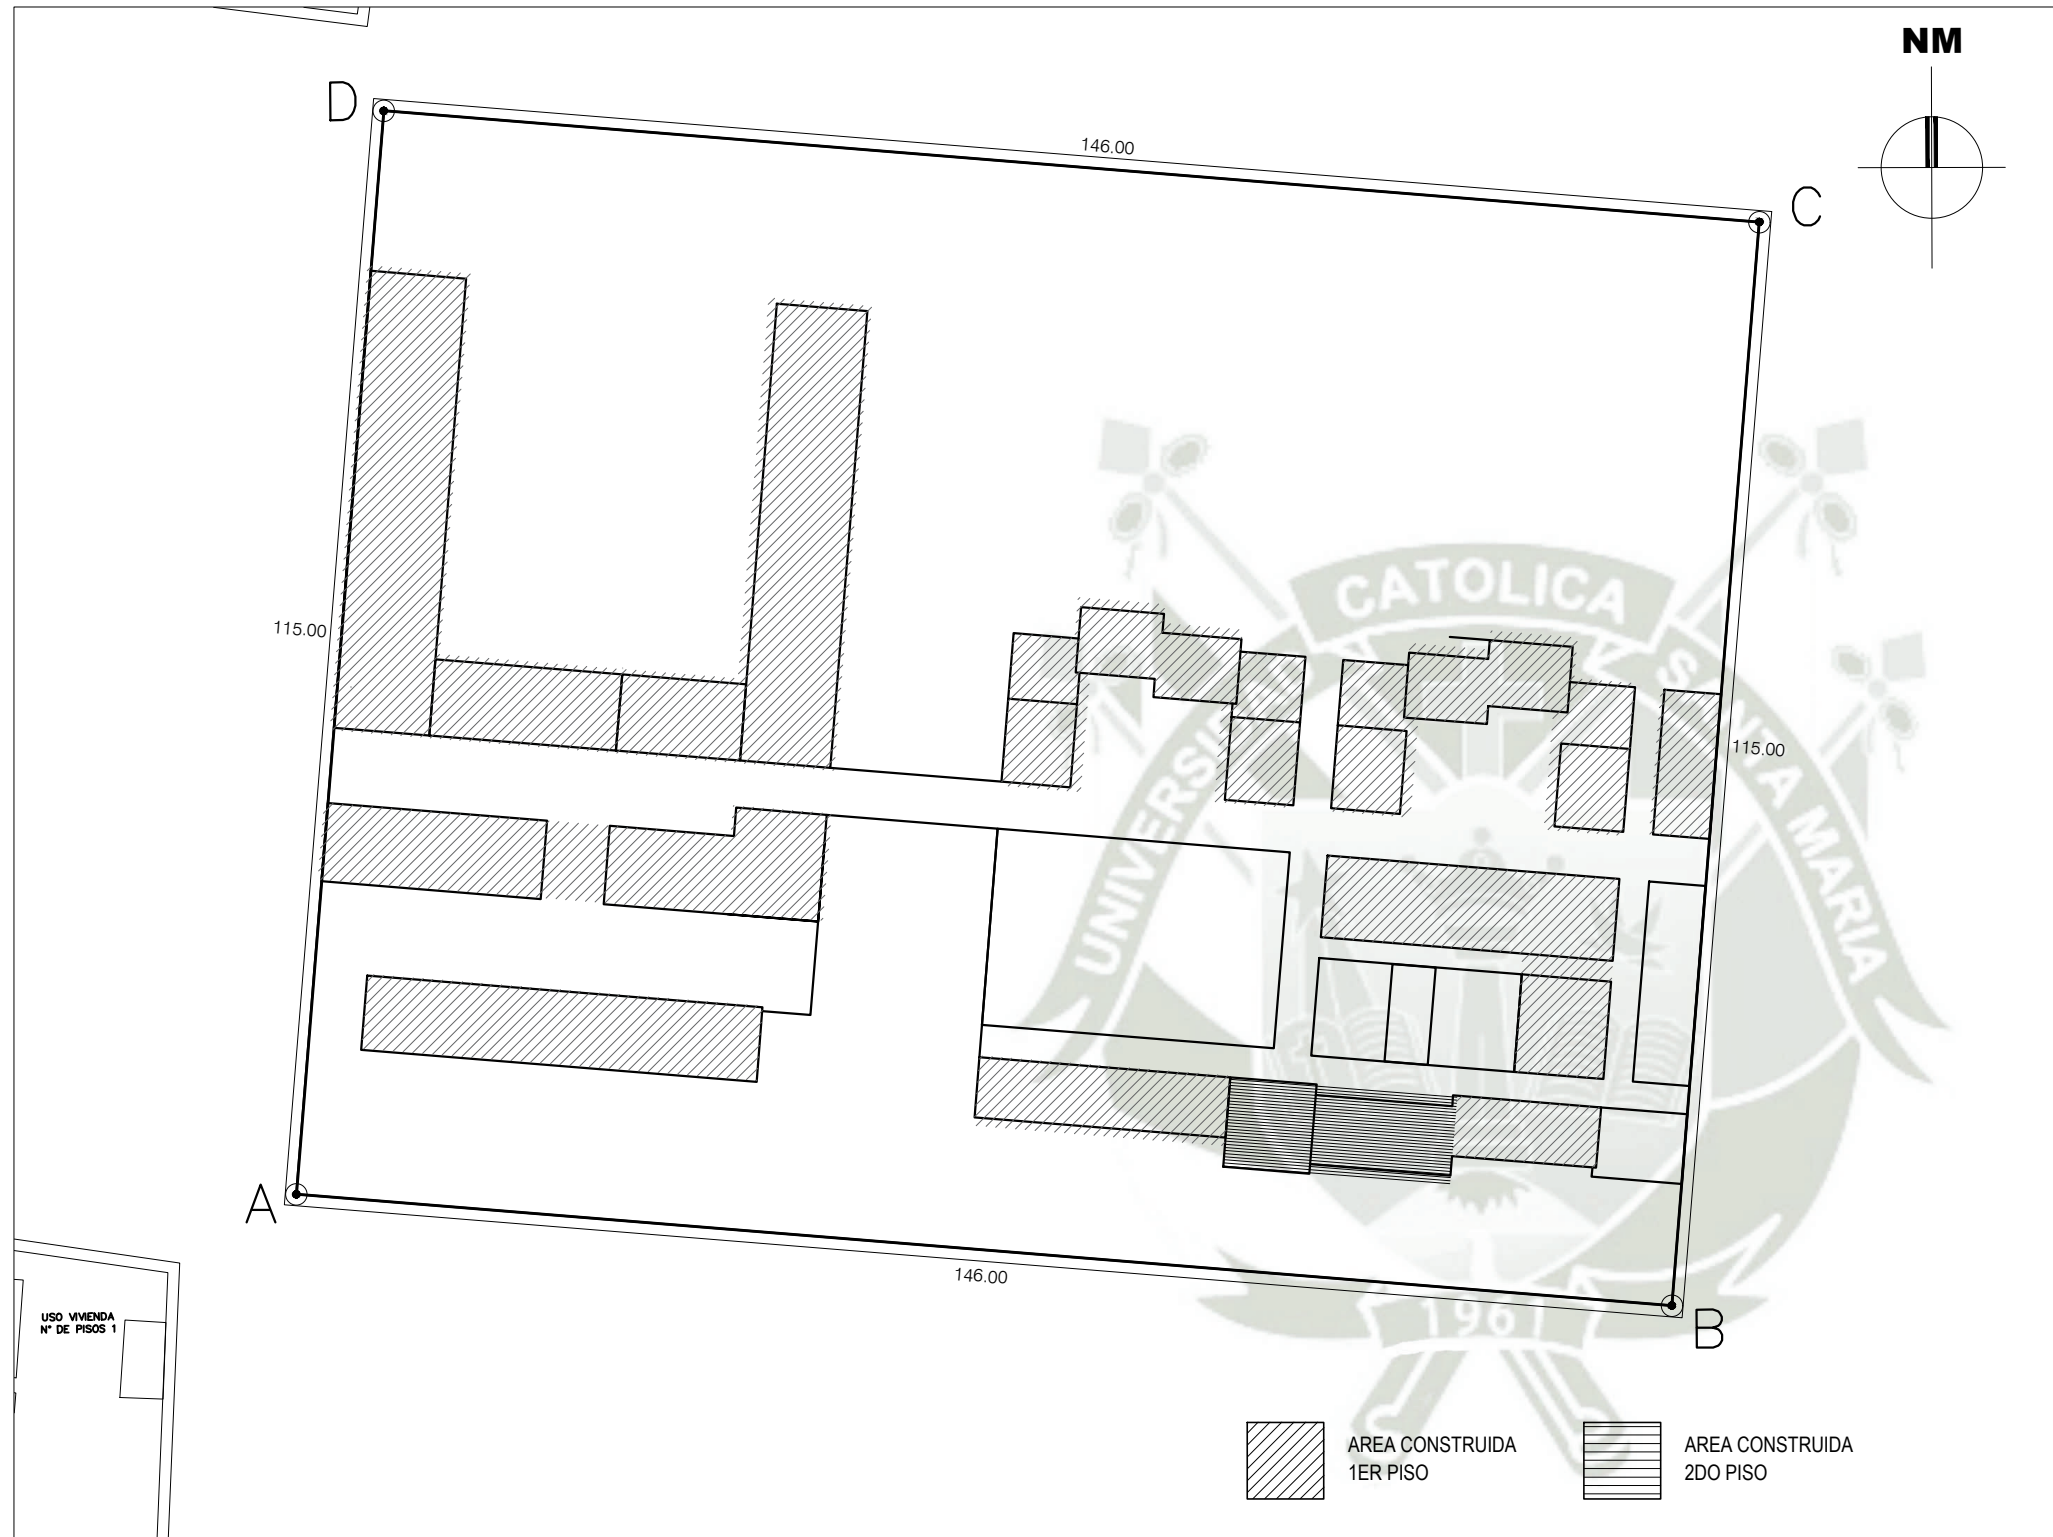 NM
D
146.00
C
115.00
115.00
A
146.00
B
USO VIVIENDA
N° DE PISOS 1
AREA CONSTRUIDA
1ER PISO
AREA CONSTRUIDA
2DO PISO
UNIVERSIDAD
CATOLICA
SANTA MARIA
1961